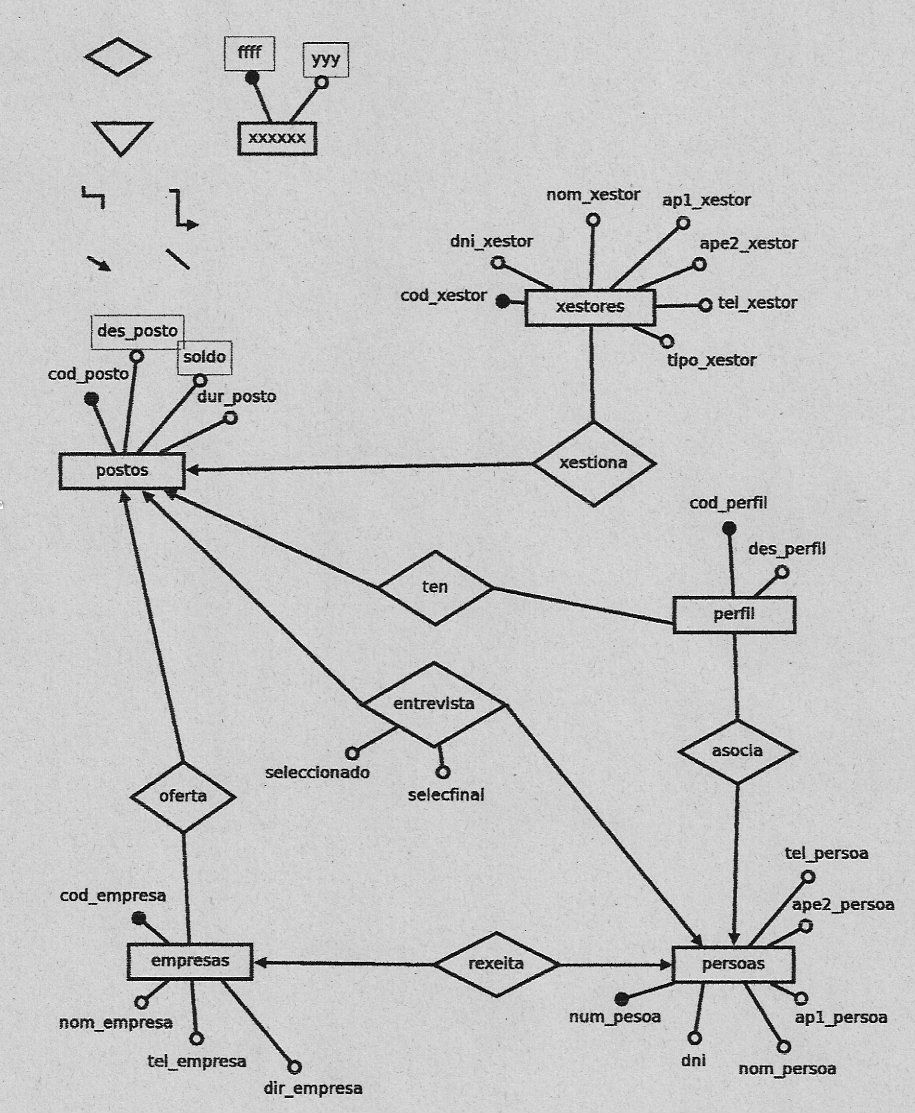 ffff
yyy
xxxxxx
nom_xestor
ap1_xestor
dni_xestor
ape2_xestor
cod_xestor
xestores
tel_xestor
tipo_xestor
des_posto
soldo
cod_posto
dur_posto
postos
xestiona
cod_perfil
des_perfil
ten
perfil
entrevista
asocia
seleccionado
selecfinal
oferta
tel_persoa
cod_empresa
ape2_persoa
empresas
rexeita
persoas
nom_empresa
num_pesoa
ap1_persoa
tel_empresa
dni
nom_persoa
dir_empresa